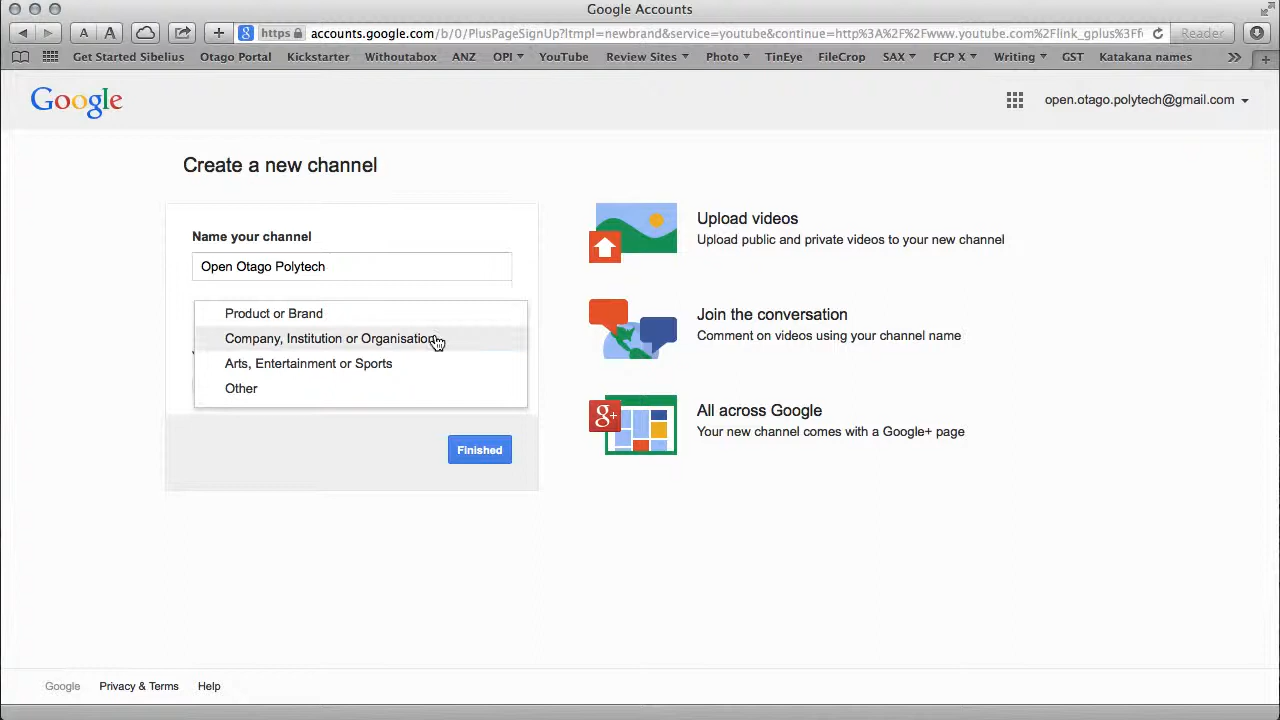 Google Accounts
A A + https accounts.google.com/b/0/PlusPageSignUp?ltmpl=newbrand&service=youtube&continue=http%3A%2F%2Fwww.youtube.com%2Flink_gplus%3Ff Reader
Get Started Sibelius Otago Portal Kickstarter Withoutabox ANZ OPI YouTube Review Sites Photo TinEye FileCrop SAX FCP X Writing GST Katakana names
Google
open.otago.polytech@gmail.com
Create a new channel
Name your channel
Open Otago Polytech
Product or Brand
Company, Institution or Organisation
Arts, Entertainment or Sports
Other
Finished
Upload videos
Upload public and private videos to your new channel
Join the conversation
Comment on videos using your channel name
g+
All across Google
Your new channel comes with a Google+ page
Google Privacy & Terms Help